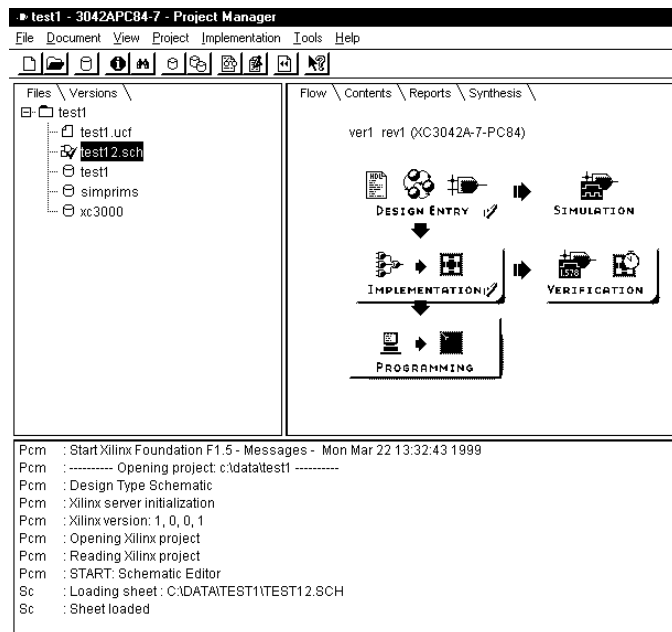 test1 - 3042APC84-7 - Project Manager
File Document View Project Implementation Tools Help
Files Versions
test1
test1.ucf
test12.sch
test1
simprims
xc3000
Flow Contents Reports Synthesis
ver1 rev1 (XC3042A-7-PC84)
HDL
DESIGN ENTRY
SIMULATION
IMPLEMENTATION
1.578
VERIFICATION
PROGRAMMING
Pcm : Start Xilinx Foundation F1.5 - Messages - Mon Mar 22 13:32:43 1999
Pcm : ---------- Opening project: c:\data\test1 ----------
Pcm : Design Type Schematic
Pcm : Xilinx server initialization
Pcm : Xilinx version: 1, 0, 0, 1
Pcm : Opening Xilinx project
Pcm : Reading Xilinx project
Pcm : START: Schematic Editor
Sc : Loading sheet : C:\DATA\TEST1\TEST12.SCH
Sc : Sheet loaded